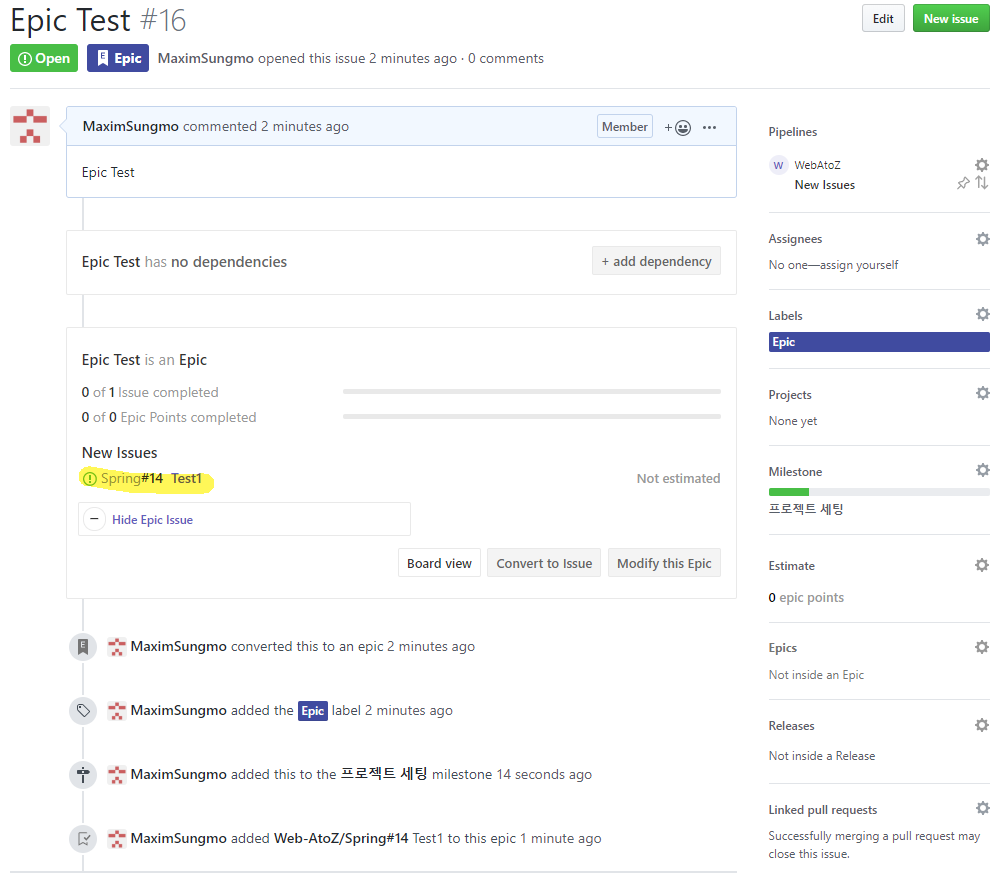 Epic Test #16
Edit
New issue
Open
Epic
MaximSungmo opened this issue 2 minutes ago · 0 comments
MaximSungmo commented 2 minutes ago
Member
Epic Test
Epic Test has no dependencies
+ add dependency
Epic Test is an Epic
0 of 1 Issue completed
0 of 0 Epic Points completed
New Issues
Spring#14 Test1
Not estimated
Hide Epic Issue
Board view
Convert to Issue
Modify this Epic
MaximSungmo converted this to an epic 2 minutes ago
MaximSungmo added the Epic label 2 minutes ago
MaximSungmo added this to the 프로젝트 세팅 milestone 14 seconds ago
MaximSungmo added Web-AtoZ/Spring#14 Test1 to this epic 1 minute ago
Pipelines
W WebAtoZ
New Issues
Assignees
No one—assign yourself
Labels
Epic
Projects
None yet
Milestone
프로젝트 세팅
Estimate
0 epic points
Epics
Not inside an Epic
Releases
Not inside a Release
Linked pull requests
Successfully merging a pull request may
close this issue.